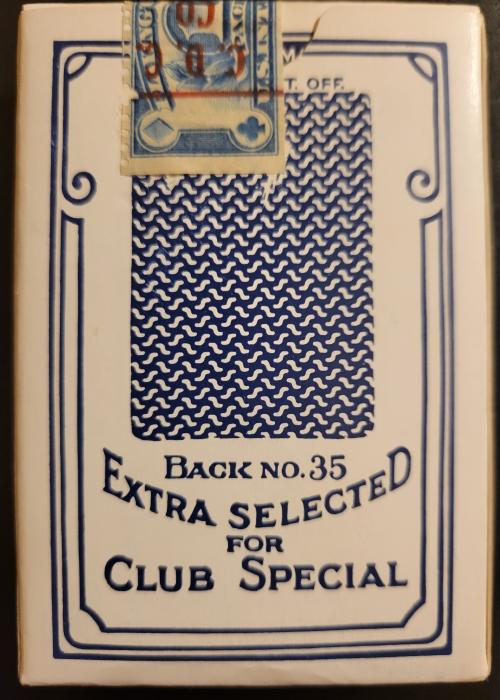 T. OFF.
BACK NO. 35
EXTRA SELECTED
FOR
CLUB SPECIAL